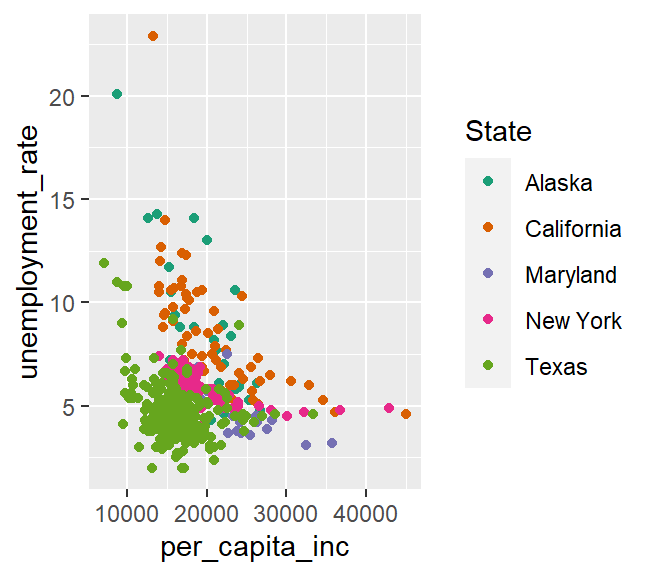 20
15
10
5
unemployment_rate
10000 20000 30000 40000
per_capita_inc
State
Alaska
California
Maryland
New York
Texas